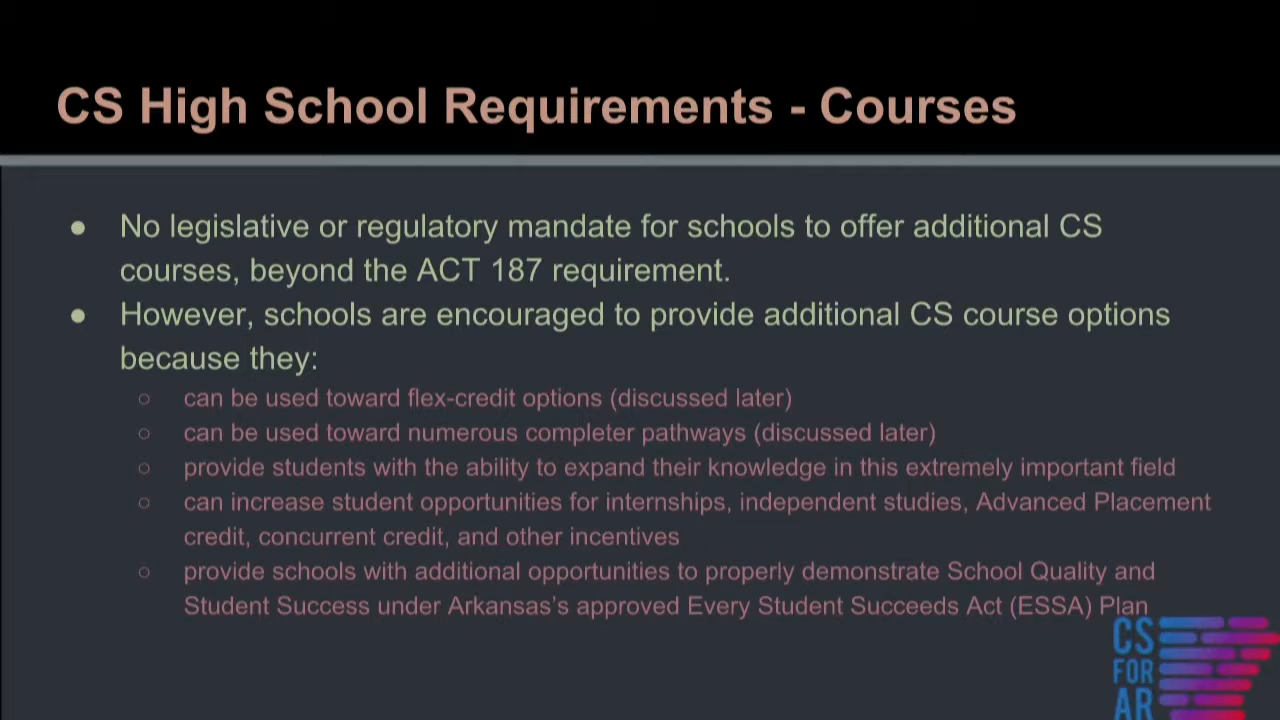 CS High School Requirements - Courses
● No legislative or regulatory mandate for schools to offer additional CS
courses, beyond the ACT 187 requirement.
● However, schools are encouraged to provide additional CS course options
because they:
○ can be used toward flex-credit options (discussed later)
○ can be used toward numerous completer pathways (discussed later)
○ provide students with the ability to expand their knowledge in this extremely important field
○ can increase student opportunities for internships, independent studies, Advanced Placement
credit, concurrent credit, and other incentives
○ provide schools with additional opportunities to properly demonstrate School Quality and
Student Success under Arkansas’s approved Every Student Succeeds Act (ESSA) Plan
CS
FOR
AR